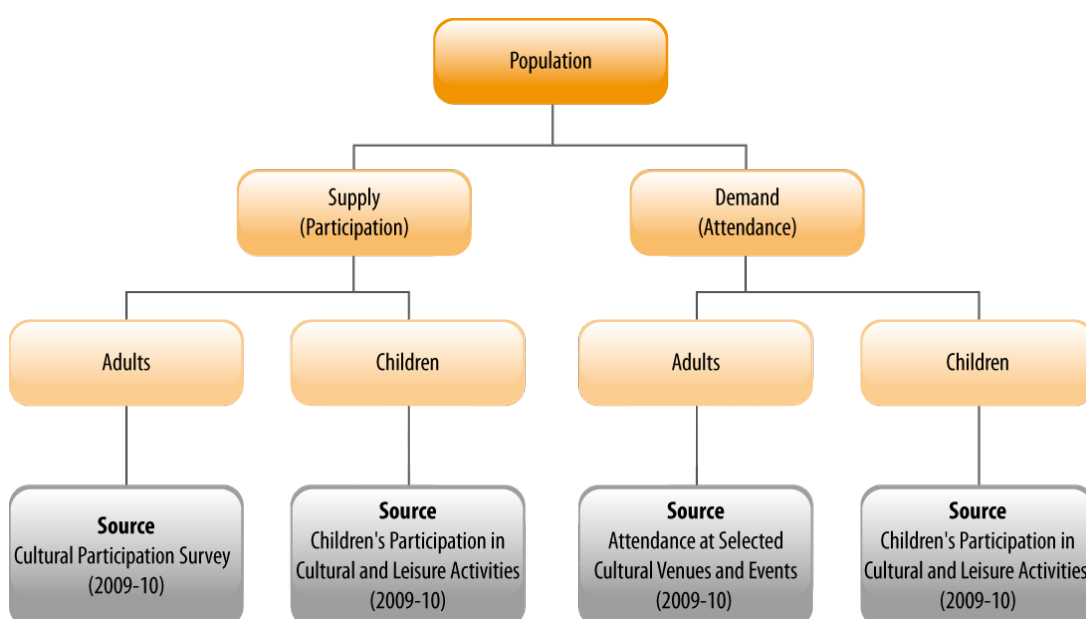 Population
Supply
(Participation)
Demand
(Attendance)
Adults
Children
Adults
Children
Source
Cultural Participation Survey
(2009-10)
Source
Children's Participation in
Cultural and Leisure Activities
(2009-10)
Source
Attendance at Selected
Cultural Venues and Events
(2009-10)
Source
Children's Participation in
Cultural and Leisure Activities
(2009-10)